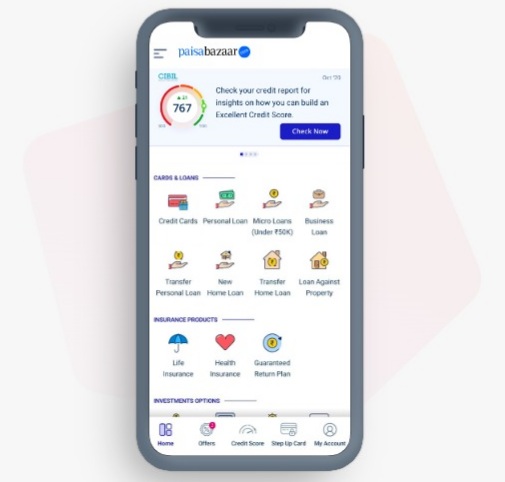 paisabazaar
CIBIL
Check your credit report for
insights on how you can build an
Excellent Credit Score.
767
Check Now
CARDS & LOANS
Credit Cards Personal Loan Micro Loans Business
(Under ₹50K) Loan
Transfer New Transfer Loan Against
Personal Loan Home Loan Home Loan Property
INSURANCE PRODUCTS
Life Health Guaranteed
Insurance Insurance Return Plan
INVESTMENTS OPTIONS
Home Offers Credit Score Step Up Card My Account